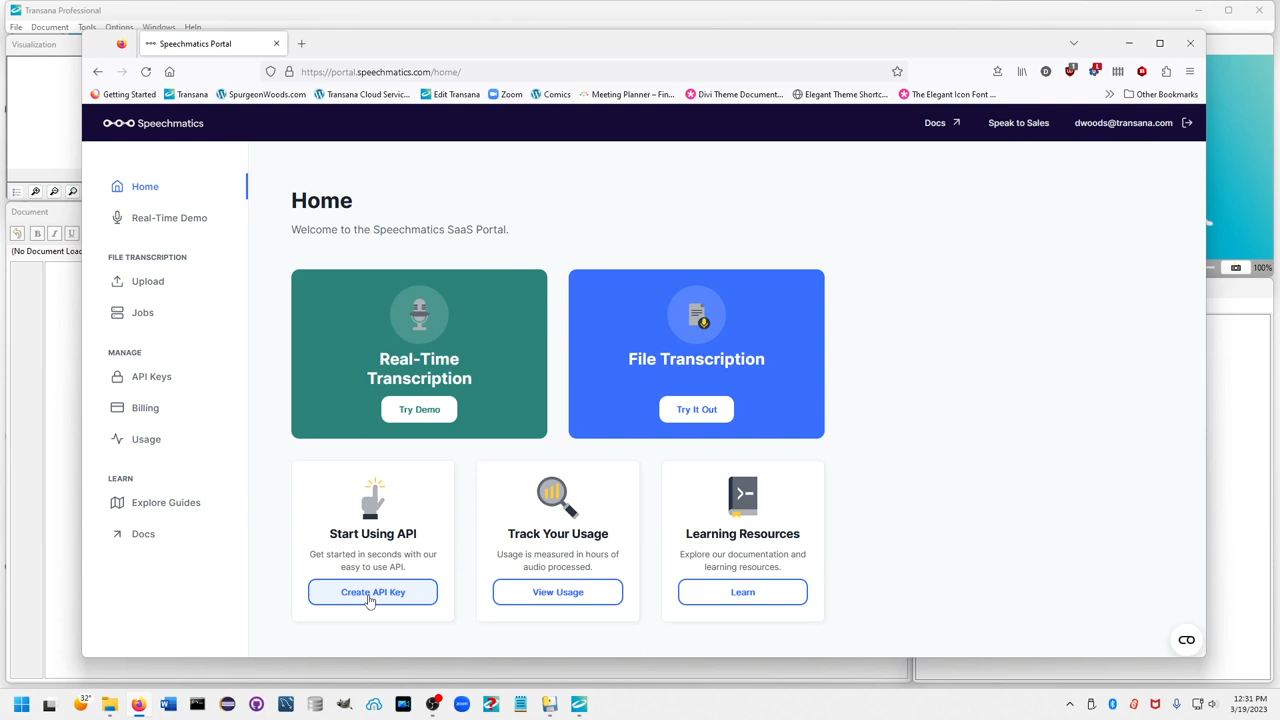 Transana Professional
File Document Tools Options Windows Help
Visualization
Speechmatics Portal
https://portal.speechmatics.com/home/
Getting Started Transana SpurgeonWoods.com Transana Cloud Servic... Edit Transana Zoom Comics Meeting Planner – Fin... Divi Theme Document... Elegant Theme Shortc... The Elegant Icon Font ... Other Bookmarks
Speechmatics
Docs Speak to Sales dwoods@transana.com
Home
Real-Time Demo
FILE TRANSCRIPTION
Upload
Jobs
MANAGE
API Keys
Billing
Usage
LEARN
Explore Guides
Docs
Home
Welcome to the Speechmatics SaaS Portal.
Real-Time
Transcription
Try Demo
File Transcription
Try It Out
Start Using API
Get started in seconds with our
easy to use API.
Create API Key
Track Your Usage
Usage is measured in hours of
audio processed.
View Usage
Learning Resources
Explore our documentation and
learning resources.
Learn
Document
B I U
(No Document Load
100%
32°
12:31 PM
3/19/2023